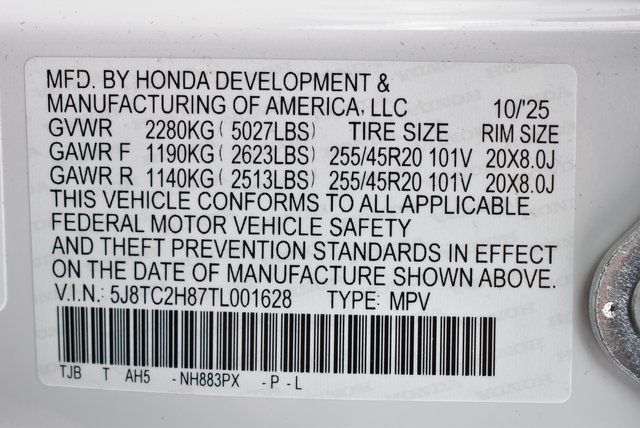 MFD. BY HONDA DEVELOPMENT &
MANUFACTURING OF AMERICA, LLC 10/'25
GVWR 2280KG ( 5027LBS ) TIRE SIZE RIM SIZE
GAWR F 1190KG ( 2623LBS ) 255/45R20 101V 20X8.0J
GAWR R 1140KG ( 2513LBS ) 255/45R20 101V 20X8.0J
THIS VEHICLE CONFORMS TO ALL APPLICABLE
FEDERAL MOTOR VEHICLE SAFETY
AND THEFT PREVENTION STANDARDS IN EFFECT
ON THE DATE OF MANUFACTURE SHOWN ABOVE.
V.I.N.: 5J8TC2H87TL001628 TYPE: MPV
TJB T AH5 -NH883PX -P-L